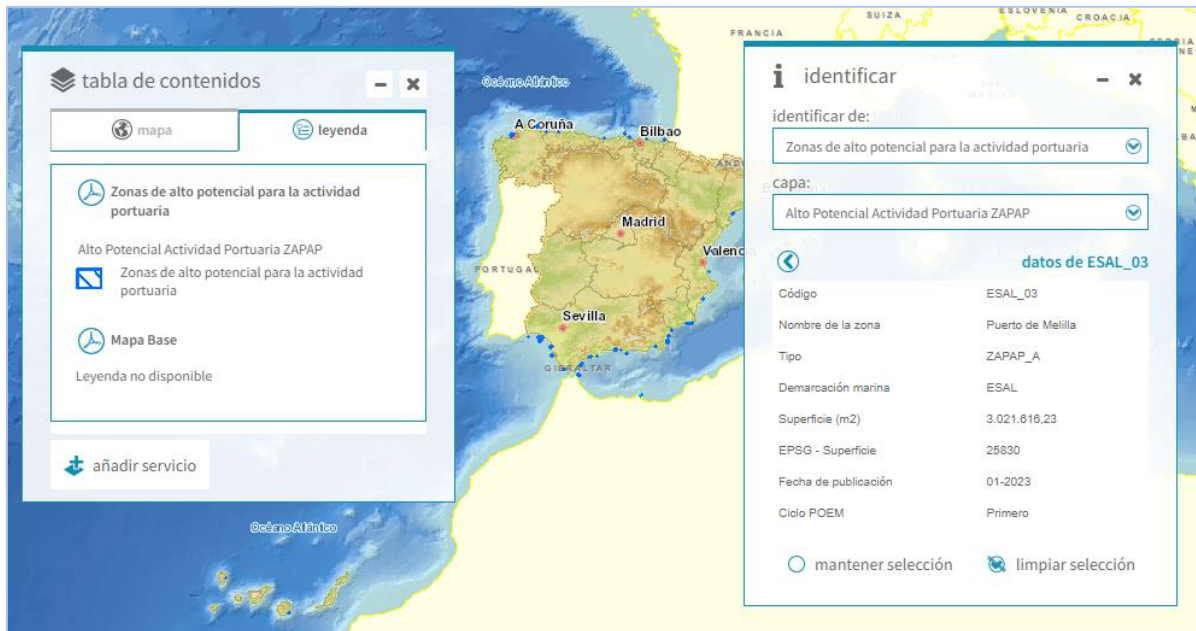 tabla de contenidos
mapa
leyenda
Zonas de alto potencial para la actividad
portuaria
Alto Potencial Actividad Portuaria ZAPAP
Zonas de alto potencial para la actividad
portuaria
Mapa Base
Leyenda no disponible
añadir servicio
FRANCIA
SUIZA
ESLOVENIA
CROACIA
Océano Atlántico
A Coruña
Bilbao
Madrid
Valenc
PORTUGAL
Sevilla
GIBRALTAR
Océano Atlántico
identificar
identificar de:
Zonas de alto potencial para la actividad portuaria
capa:
Alto Potencial Actividad Portuaria ZAPAP
datos de ESAL_03
Código ESAL_03
Nombre de la zona Puerto de Melilla
Tipo ZAPAP_A
Demarcación marina ESAL
Superficie (m2) 3.021.616,23
EPSG - Superficie 25830
Fecha de publicación 01-2023
Ciclo POEM Primero
mantener selección
limpiar selección